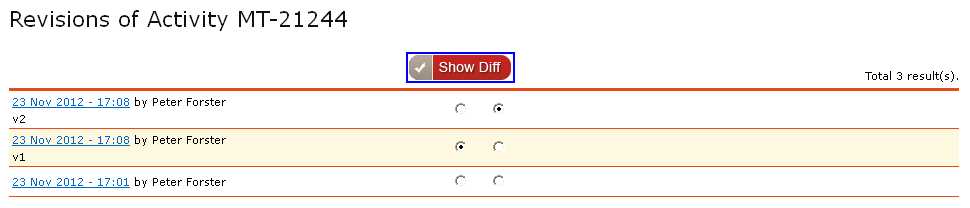 Revisions of Activity MT-21244
Show Diff
Total 3 result(s).
23 Nov 2012 - 17:08 by Peter Forster
v2
23 Nov 2012 - 17:08 by Peter Forster
v1
23 Nov 2012 - 17:01 by Peter Forster